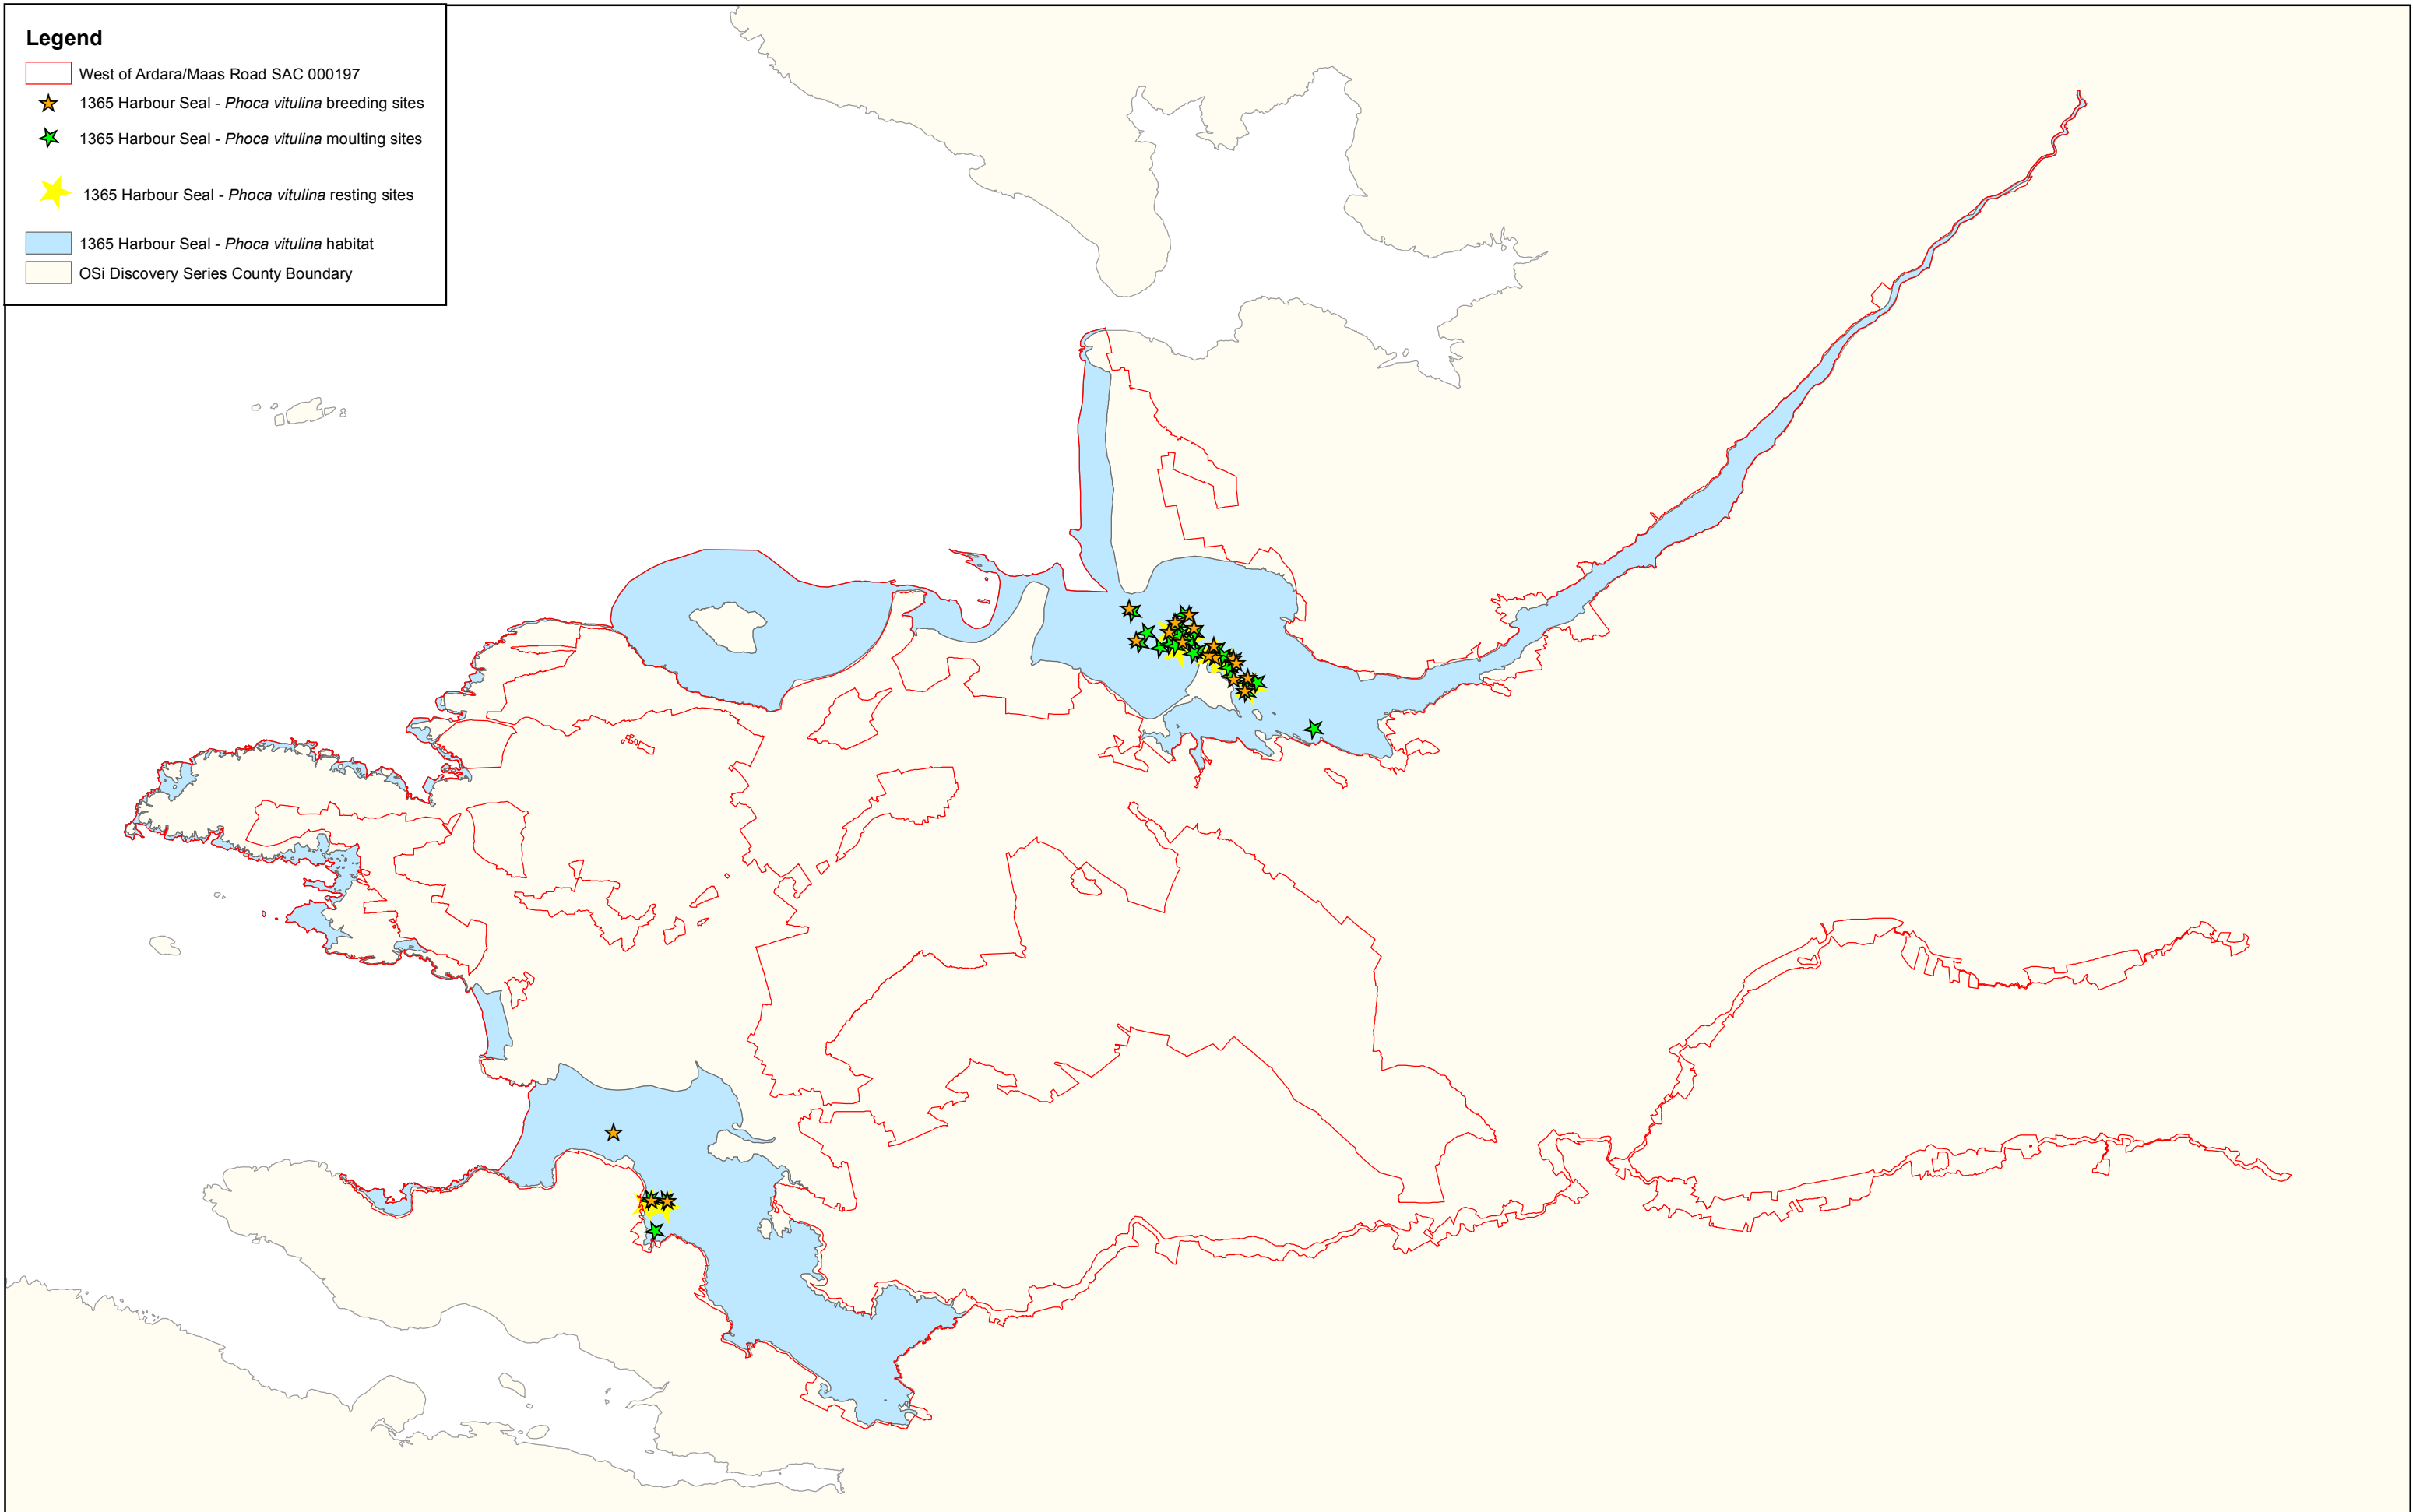 Legend
West of Ardara/Maas Road SAC 000197
1365 Harbour Seal - Phoca vitulina breeding sites
1365 Harbour Seal - Phoca vitulina moulting sites
1365 Harbour Seal - Phoca vitulina resting sites
1365 Harbour Seal - Phoca vitulina habitat
OSi Discovery Series County Boundary